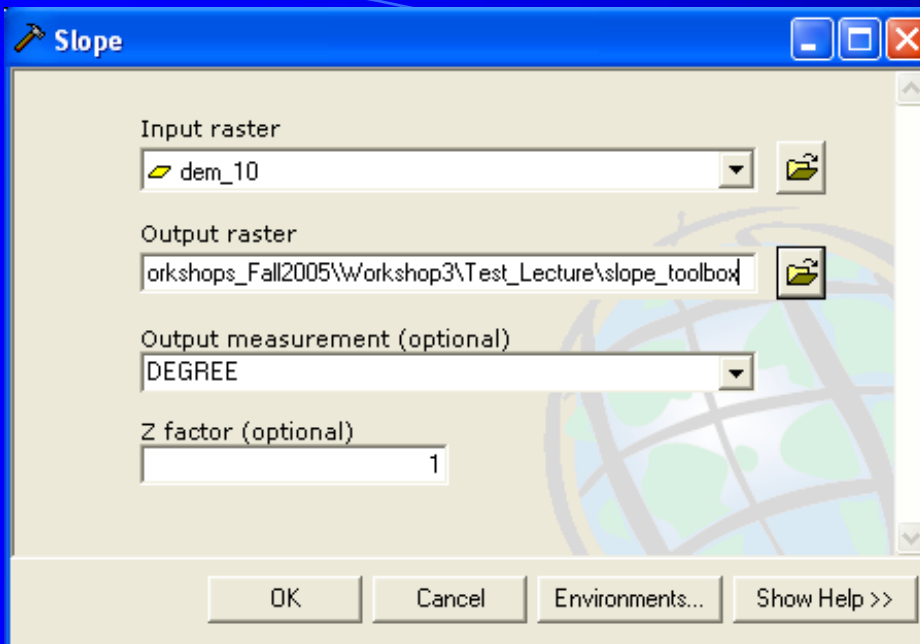 Slope
Input raster
dem_10
Output raster
orkshops_Fall2005\Workshop3\Test_Lecture\slope_toolbox
Output measurement (optional)
DEGREE
Z factor (optional)
1
OK Cancel Environments... Show Help >>